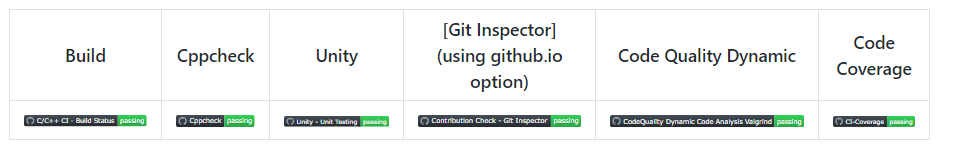 Build
Cppcheck
Unity
[Git Inspector]
(using github.io
option)
Code Quality Dynamic
Code
Coverage
C/C++ CI - Build Status passing
Cppcheck passing
Unity - Unit Testing passing
Contribution Check - Git Inspector passing
CodeQuality Dynamic Code Analysis Valgrind passing
CI-Coverage passing